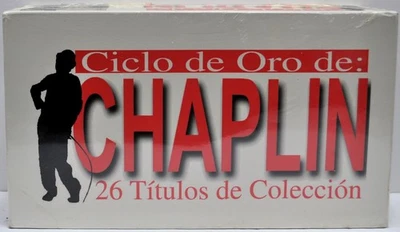 Ciclo de Oro de:
CHAPLIN
26 Títulos de Colección